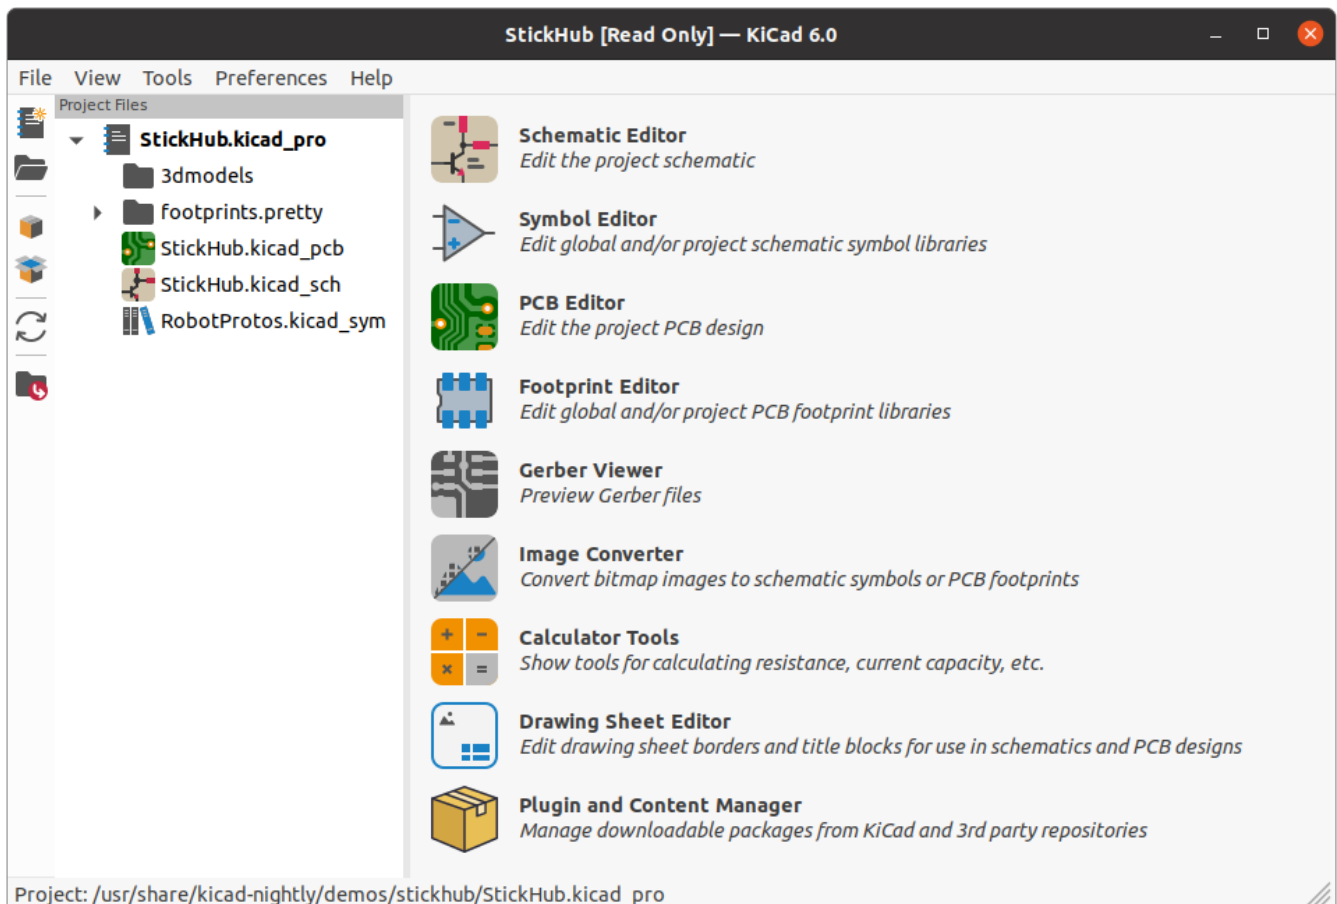 StickHub [Read Only] — KiCad 6.0
File View Tools Preferences Help
Project Files
StickHub.kicad_pro
3dmodels
footprints.pretty
StickHub.kicad_pcb
StickHub.kicad_sch
RobotProtos.kicad_sym
Schematic Editor
Edit the project schematic
Symbol Editor
Edit global and/or project schematic symbol libraries
PCB Editor
Edit the project PCB design
Footprint Editor
Edit global and/or project PCB footprint libraries
Gerber Viewer
Preview Gerber files
Image Converter
Convert bitmap images to schematic symbols or PCB footprints
Calculator Tools
Show tools for calculating resistance, current capacity, etc.
Drawing Sheet Editor
Edit drawing sheet borders and title blocks for use in schematics and PCB designs
Plugin and Content Manager
Manage downloadable packages from KiCad and 3rd party repositories
Project: /usr/share/kicad-nightly/demos/stickhub/StickHub.kicad_pro